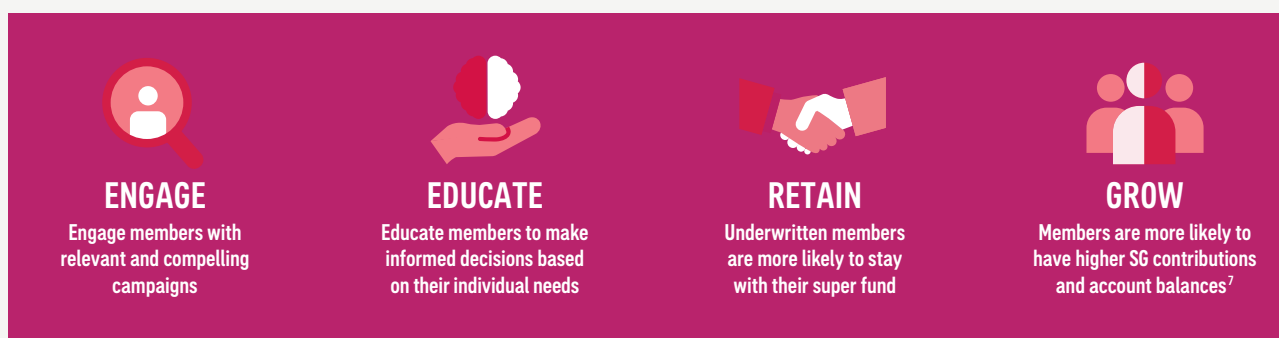 ENGAGE
Engage members with
relevant and compelling
campaigns
EDUCATE
Educate members to make
informed decisions based
on their individual needs
RETAIN
Underwritten members
are more likely to stay
with their super fund
GROW
Members are more likely to
have higher SG contributions
and account balances⁷